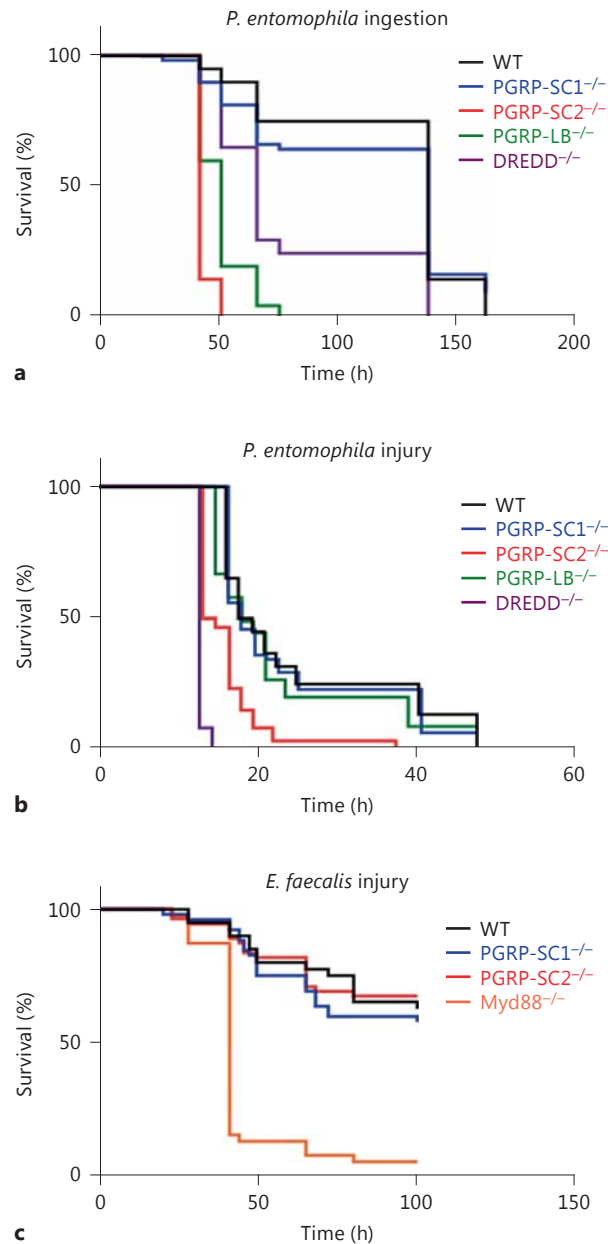 P. entomophila ingestion
100
50
0
Survival (%)
WT
PGRP-SC1–/–
PGRP-SC2–/–
PGRP-LB–/–
DREDD–/–
0 50 100 150 200
Time (h)
a
P. entomophila injury
100
50
0
Survival (%)
WT
PGRP-SC1–/–
PGRP-SC2–/–
PGRP-LB–/–
DREDD–/–
0 20 40 60
Time (h)
b
E. faecalis injury
100
50
0
Survival (%)
WT
PGRP-SC1–/–
PGRP-SC2–/–
Myd88–/–
0 50 100 150
Time (h)
c